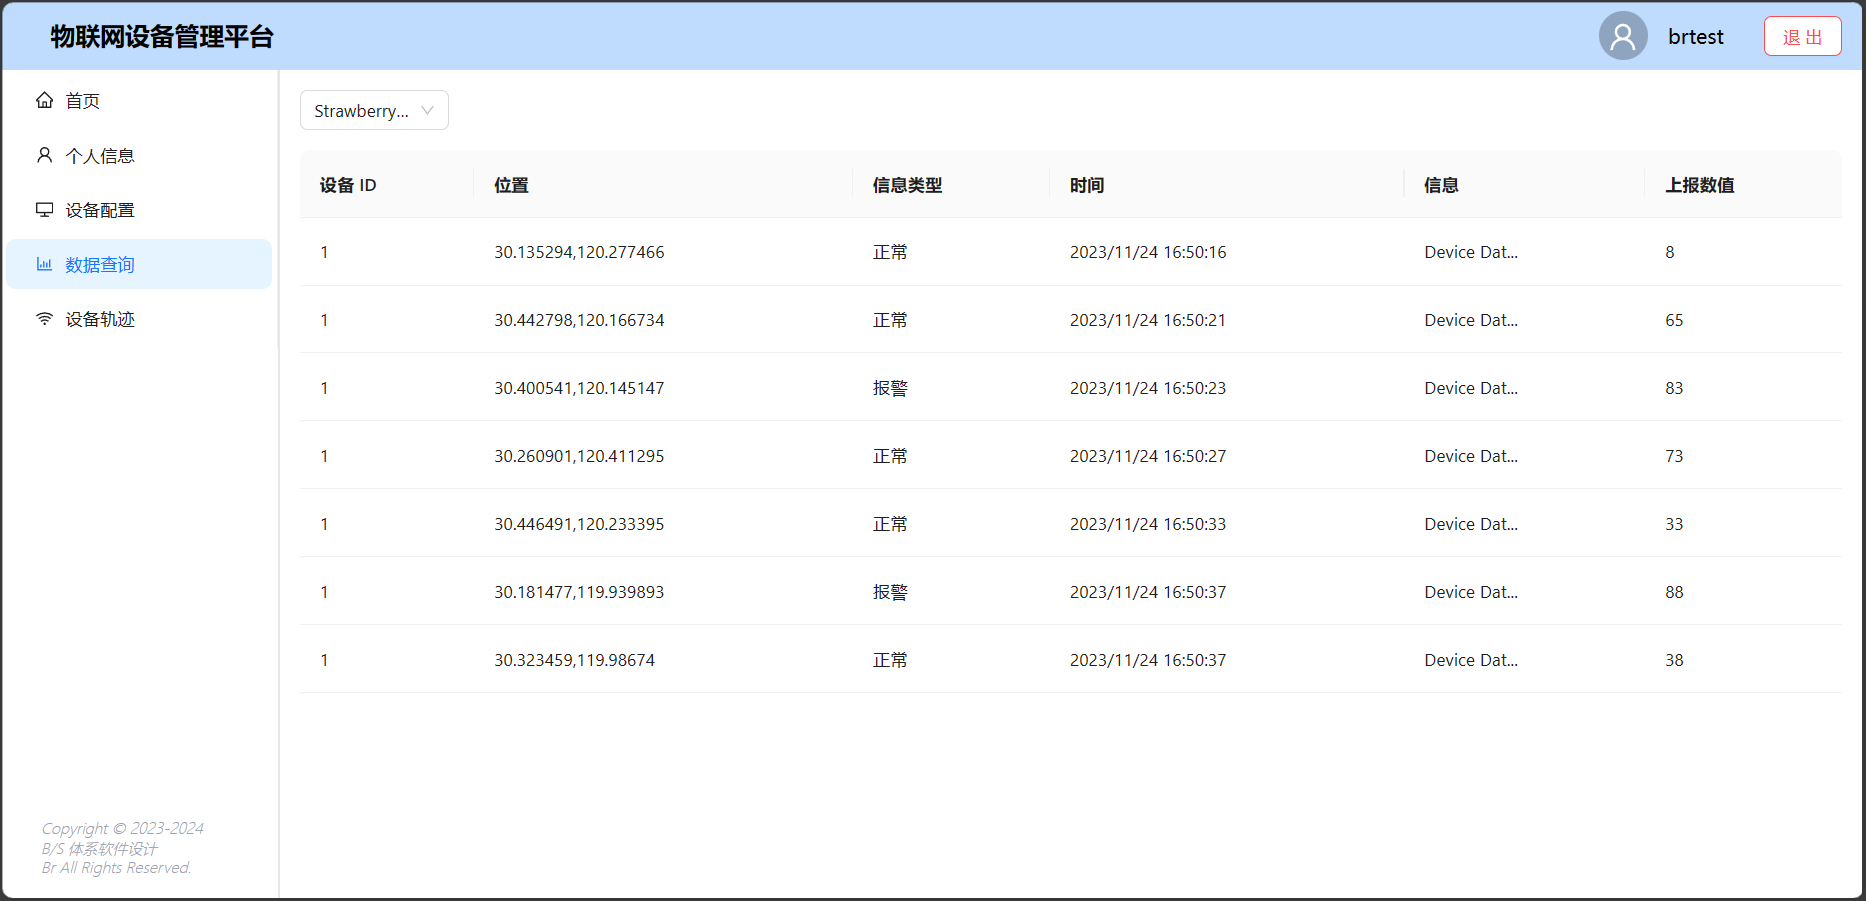 物联网设备管理平台
brtest
退 出
首页
个人信息
设备配置
数据查询
设备轨迹
Strawberry...
设备 ID 位置 信息类型 时间 信息 上报数值
1 30.135294,120.277466 正常 2023/11/24 16:50:16 Device Dat... 8
1 30.442798,120.166734 正常 2023/11/24 16:50:21 Device Dat... 65
1 30.400541,120.145147 报警 2023/11/24 16:50:23 Device Dat... 83
1 30.260901,120.411295 正常 2023/11/24 16:50:27 Device Dat... 73
1 30.446491,120.233395 正常 2023/11/24 16:50:33 Device Dat... 33
1 30.181477,119.939893 报警 2023/11/24 16:50:37 Device Dat... 88
1 30.323459,119.98674 正常 2023/11/24 16:50:37 Device Dat... 38
Copyright © 2023-2024
B/S 体系软件设计
Br All Rights Reserved.